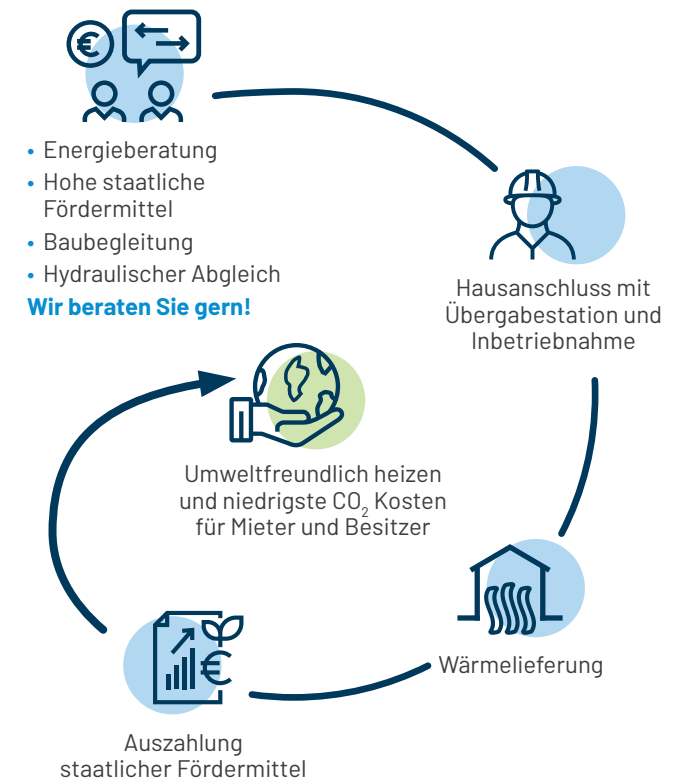 • Energieberatung
• Hohe staatliche
Fördermittel
• Baubegleitung
• Hydraulischer Abgleich
Wir beraten Sie gern!
Hausanschluss mit
Übergabestation und
Inbetriebnahme
Wärmelieferung
Auszahlung
staatlicher Fördermittel
Umweltfreundlich heizen
und niedrigste CO₂ Kosten
für Mieter und Besitzer